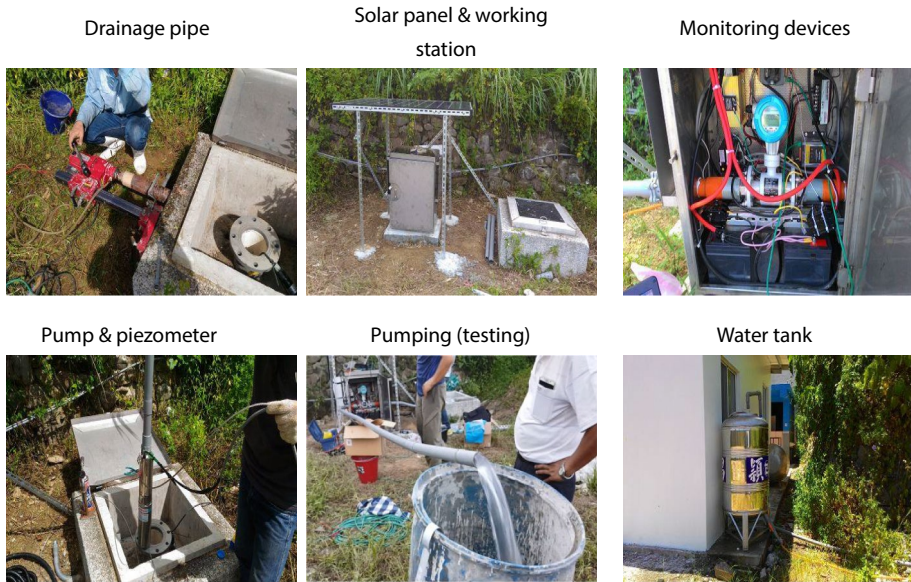 Drainage pipe
Solar panel & working
station
Monitoring devices
Pump & piezometer
Pumping (testing)
Water tank